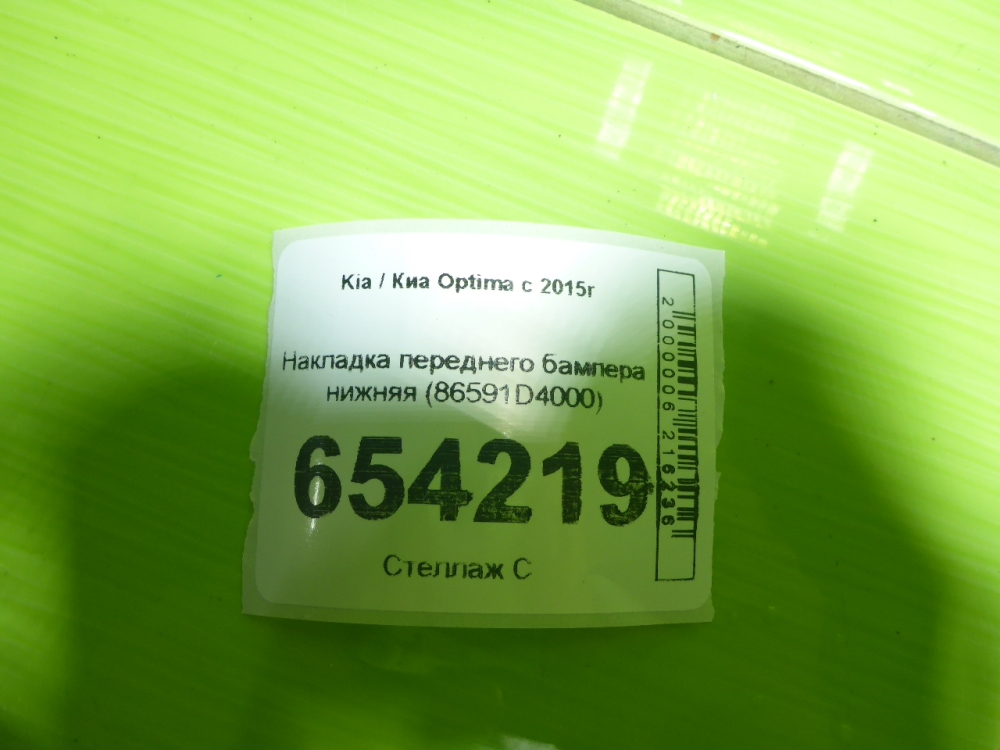 Kia / Киа Optima с 2015г
Накладка переднего бампера
нижняя (86591D4000)
654219
Стеллаж С
2000006216236